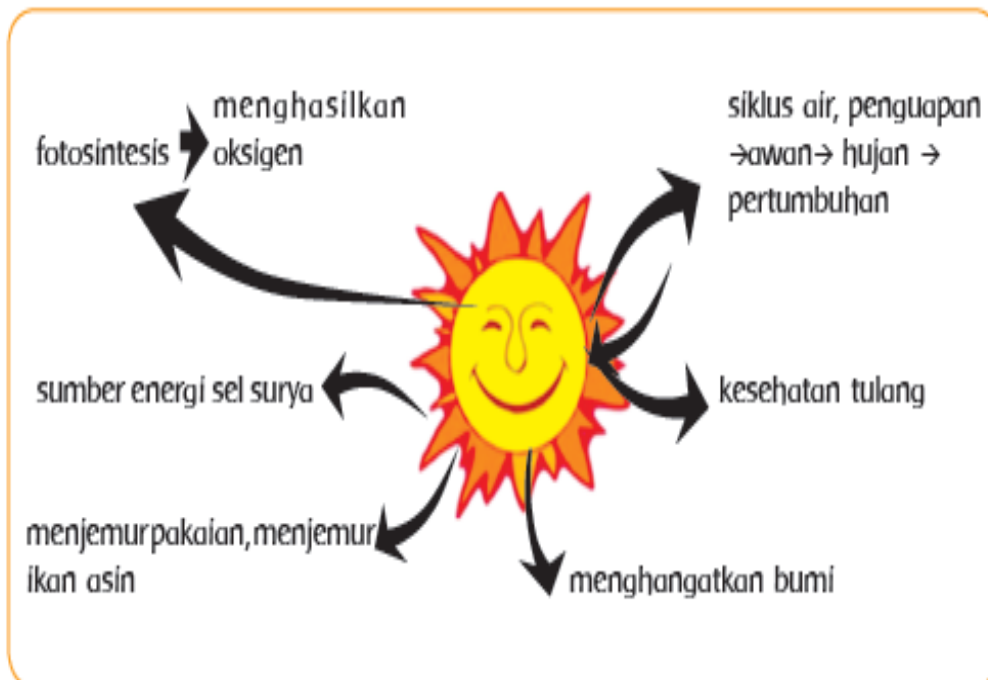 menghasilkan
fotosintesis
oksigen
siklus air, penguapan
→awan→ hujan →
pertumbuhan
sumber energi sel surya
kesehatan tulang
menjemur pakaian, menjemur
ikan asin
menghangatkan bumi